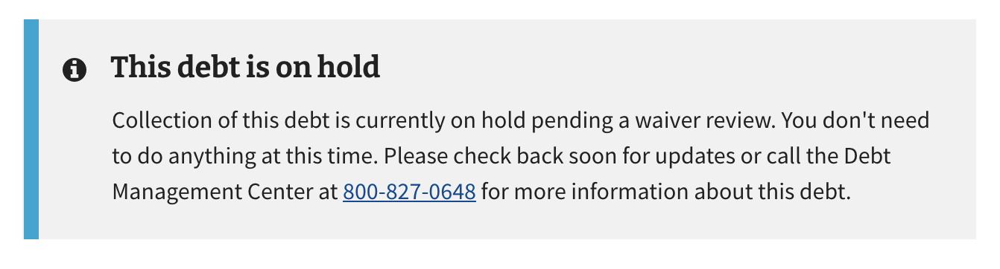 This debt is on hold
Collection of this debt is currently on hold pending a waiver review. You don't need
to do anything at this time. Please check back soon for updates or call the Debt
Management Center at 800-827-0648 for more information about this debt.